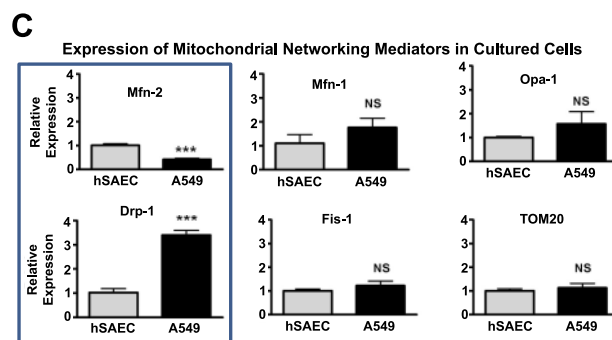 C
Expression of Mitochondrial Networking Mediators in Cultured Cells
Relative Expression
4
3
2
1
0
Mfn-2
***
hSAEC A549
4
3
2
1
0
Mfn-1
NS
hSAEC A549
4
3
2
1
0
Opa-1
NS
hSAEC A549
Relative Expression
4
3
2
1
0
Drp-1
***
hSAEC A549
4
3
2
1
0
Fis-1
NS
hSAEC A549
4
3
2
1
0
TOM20
NS
hSAEC A549